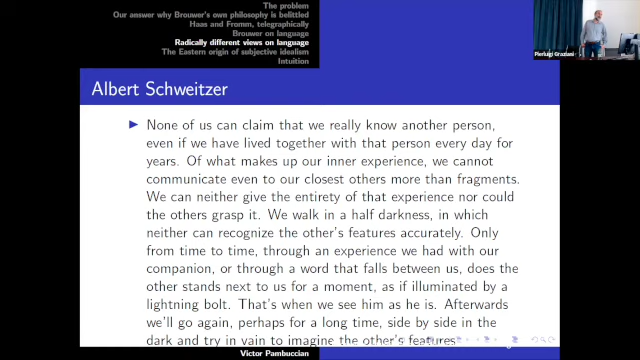 The problem
Our answer why Brouwer's own philosophy is belittled
Haas and Fromm, telegraphically
Brouwer on language
Radically different views on language
The Eastern origin of subjective idealism
Intuition
Pierluigi Graziani
Albert Schweitzer
None of us can claim that we really know another person,
even if we have lived together with that person every day for
years. Of what makes up our inner experience, we cannot
communicate even to our closest others more than fragments.
We can neither give the entirety of that experience nor could
the others grasp it. We walk in a half darkness, in which
neither can recognize the other's features accurately. Only
from time to time, through an experience we had with our
companion, or through a word that falls between us, does the
other stands next to us for a moment, as if illuminated by a
lightning bolt. That's when we see him as he is. Afterwards
we'll go again, perhaps for a long time, side by side in the
dark and try in vain to imagine the other's features
Victor Pambuccian